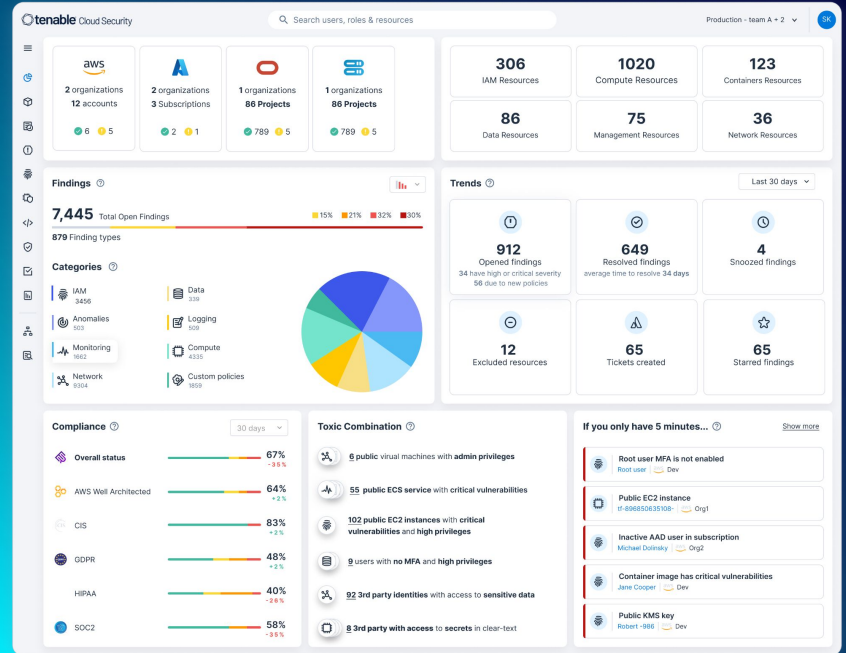 tenable Cloud Security
Search users, roles & resources
Production - team A + 2
SK
aws
2 organizations
12 accounts
6 5
2 organizations
3 Subscriptions
2 1
1 organizations
86 Projects
789 5
1 organizations
86 Projects
789 5
306
IAM Resources
1020
Compute Resources
123
Containers Resources
86
Data Resources
75
Management Resources
36
Network Resources
Findings
7,445 Total Open Findings
15% 21% 32% 30%
879 Finding types
Categories
IAM
3456
Data
339
Anomalies
503
Logging
509
Monitoring
1662
Compute
4335
Network
9304
Custom policies
1859
Trends
Last 30 days
912
Opened findings
34 have high or critical severity
56 due to new policies
649
Resolved findings
average time to resolve 34 days
4
Snoozed findings
12
Excluded resources
65
Tickets created
65
Starred findings
Compliance
30 days
Overall status 67%
-35%
AWS Well Architected 64%
+2%
CIS 83%
+2%
GDPR 48%
+2%
HIPAA 40%
-26%
SOC2 58%
-35%
Toxic Combination
6 public virual machines with admin privileges
55 public ECS service with critical vulnerabilities
102 public EC2 instances with critical
vulnerabilities and high privileges
9 users with no MFA and high privileges
92 3rd party identities with access to sensitive data
8 3rd party with access to secrets in clear-text
If you only have 5 minutes...
Show more
Root user MFA is not enabled
Root user Dev
Public EC2 instance
tf-896850635108- Org1
Inactive AAD user in subscription
Michael Dolinsky Org2
Container image has critical vulnerabilities
Jane Cooper Dev
Public KMS key
Robert -986 Dev